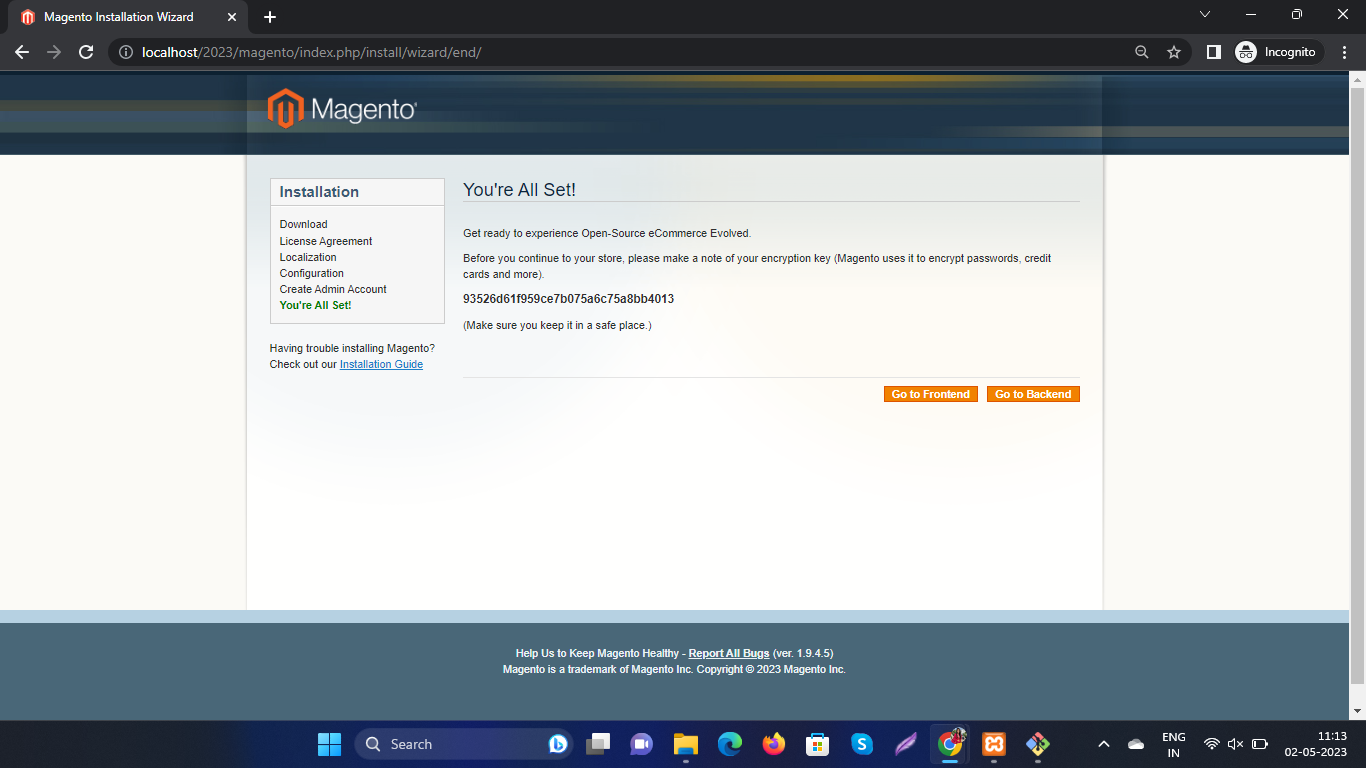 Magento Installation Wizard
localhost/2023/magento/index.php/install/wizard/end/
Incognito
Magento
Installation
Download
License Agreement
Localization
Configuration
Create Admin Account
You're All Set!
Having trouble installing Magento?
Check out our Installation Guide
You're All Set!
Get ready to experience Open-Source eCommerce Evolved.
Before you continue to your store, please make a note of your encryption key (Magento uses it to encrypt passwords, credit
cards and more).
93526d61f959ce7b075a6c75a8bb4013
(Make sure you keep it in a safe place.)
Go to Frontend
Go to Backend
Help Us to Keep Magento Healthy - Report All Bugs (ver. 1.9.4.5)
Magento is a trademark of Magento Inc. Copyright © 2023 Magento Inc.
Search
ENG
IN
11:13
02-05-2023